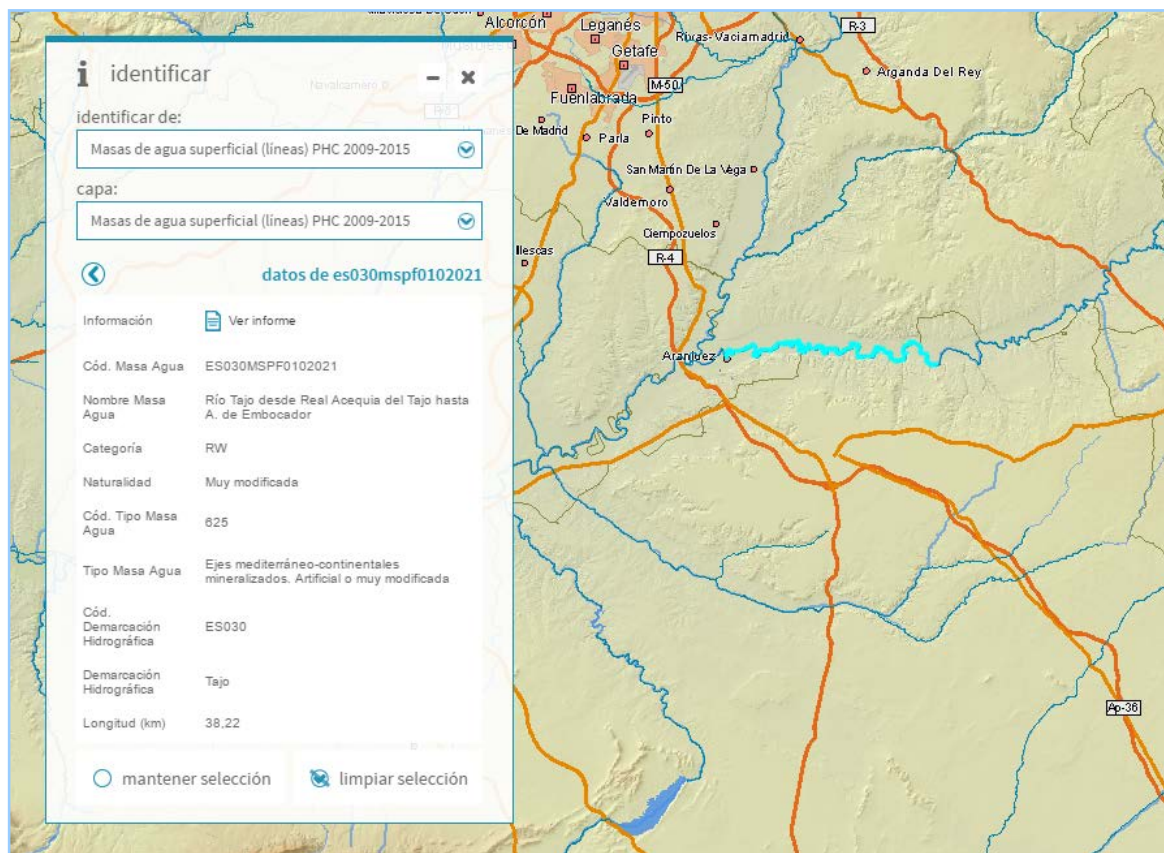 Alcorcón
Leganés
Getafe
Rivas-Vaciamadrid
R-3
Arganda Del Rey
M-50
Fuenlabrada
De Madrid
Parla
Pinto
San Martín De La Vega
Valdemoro
Ciempozuelos
Illescas
R-4
Aranjuez
Ap-36
identificar
identificar de:
Masas de agua superficial (líneas) PHC 2009-2015
capa:
Masas de agua superficial (líneas) PHC 2009-2015
datos de es030mspf0102021
Información Ver informe
Cód. Masa Agua ES030MSPF0102021
Nombre Masa Agua Río Tajo desde Real Acequia del Tajo hasta
A. de Embocador
Categoría RW
Naturalidad Muy modificada
Cód. Tipo Masa Agua 625
Tipo Masa Agua Ejes mediterráneo-continentales
mineralizados. Artificial o muy modificada
Cód.
Demarcación
Hidrográfica ES030
Demarcación
Hidrográfica Tajo
Longitud (km) 38,22
mantener selección
limpiar selección